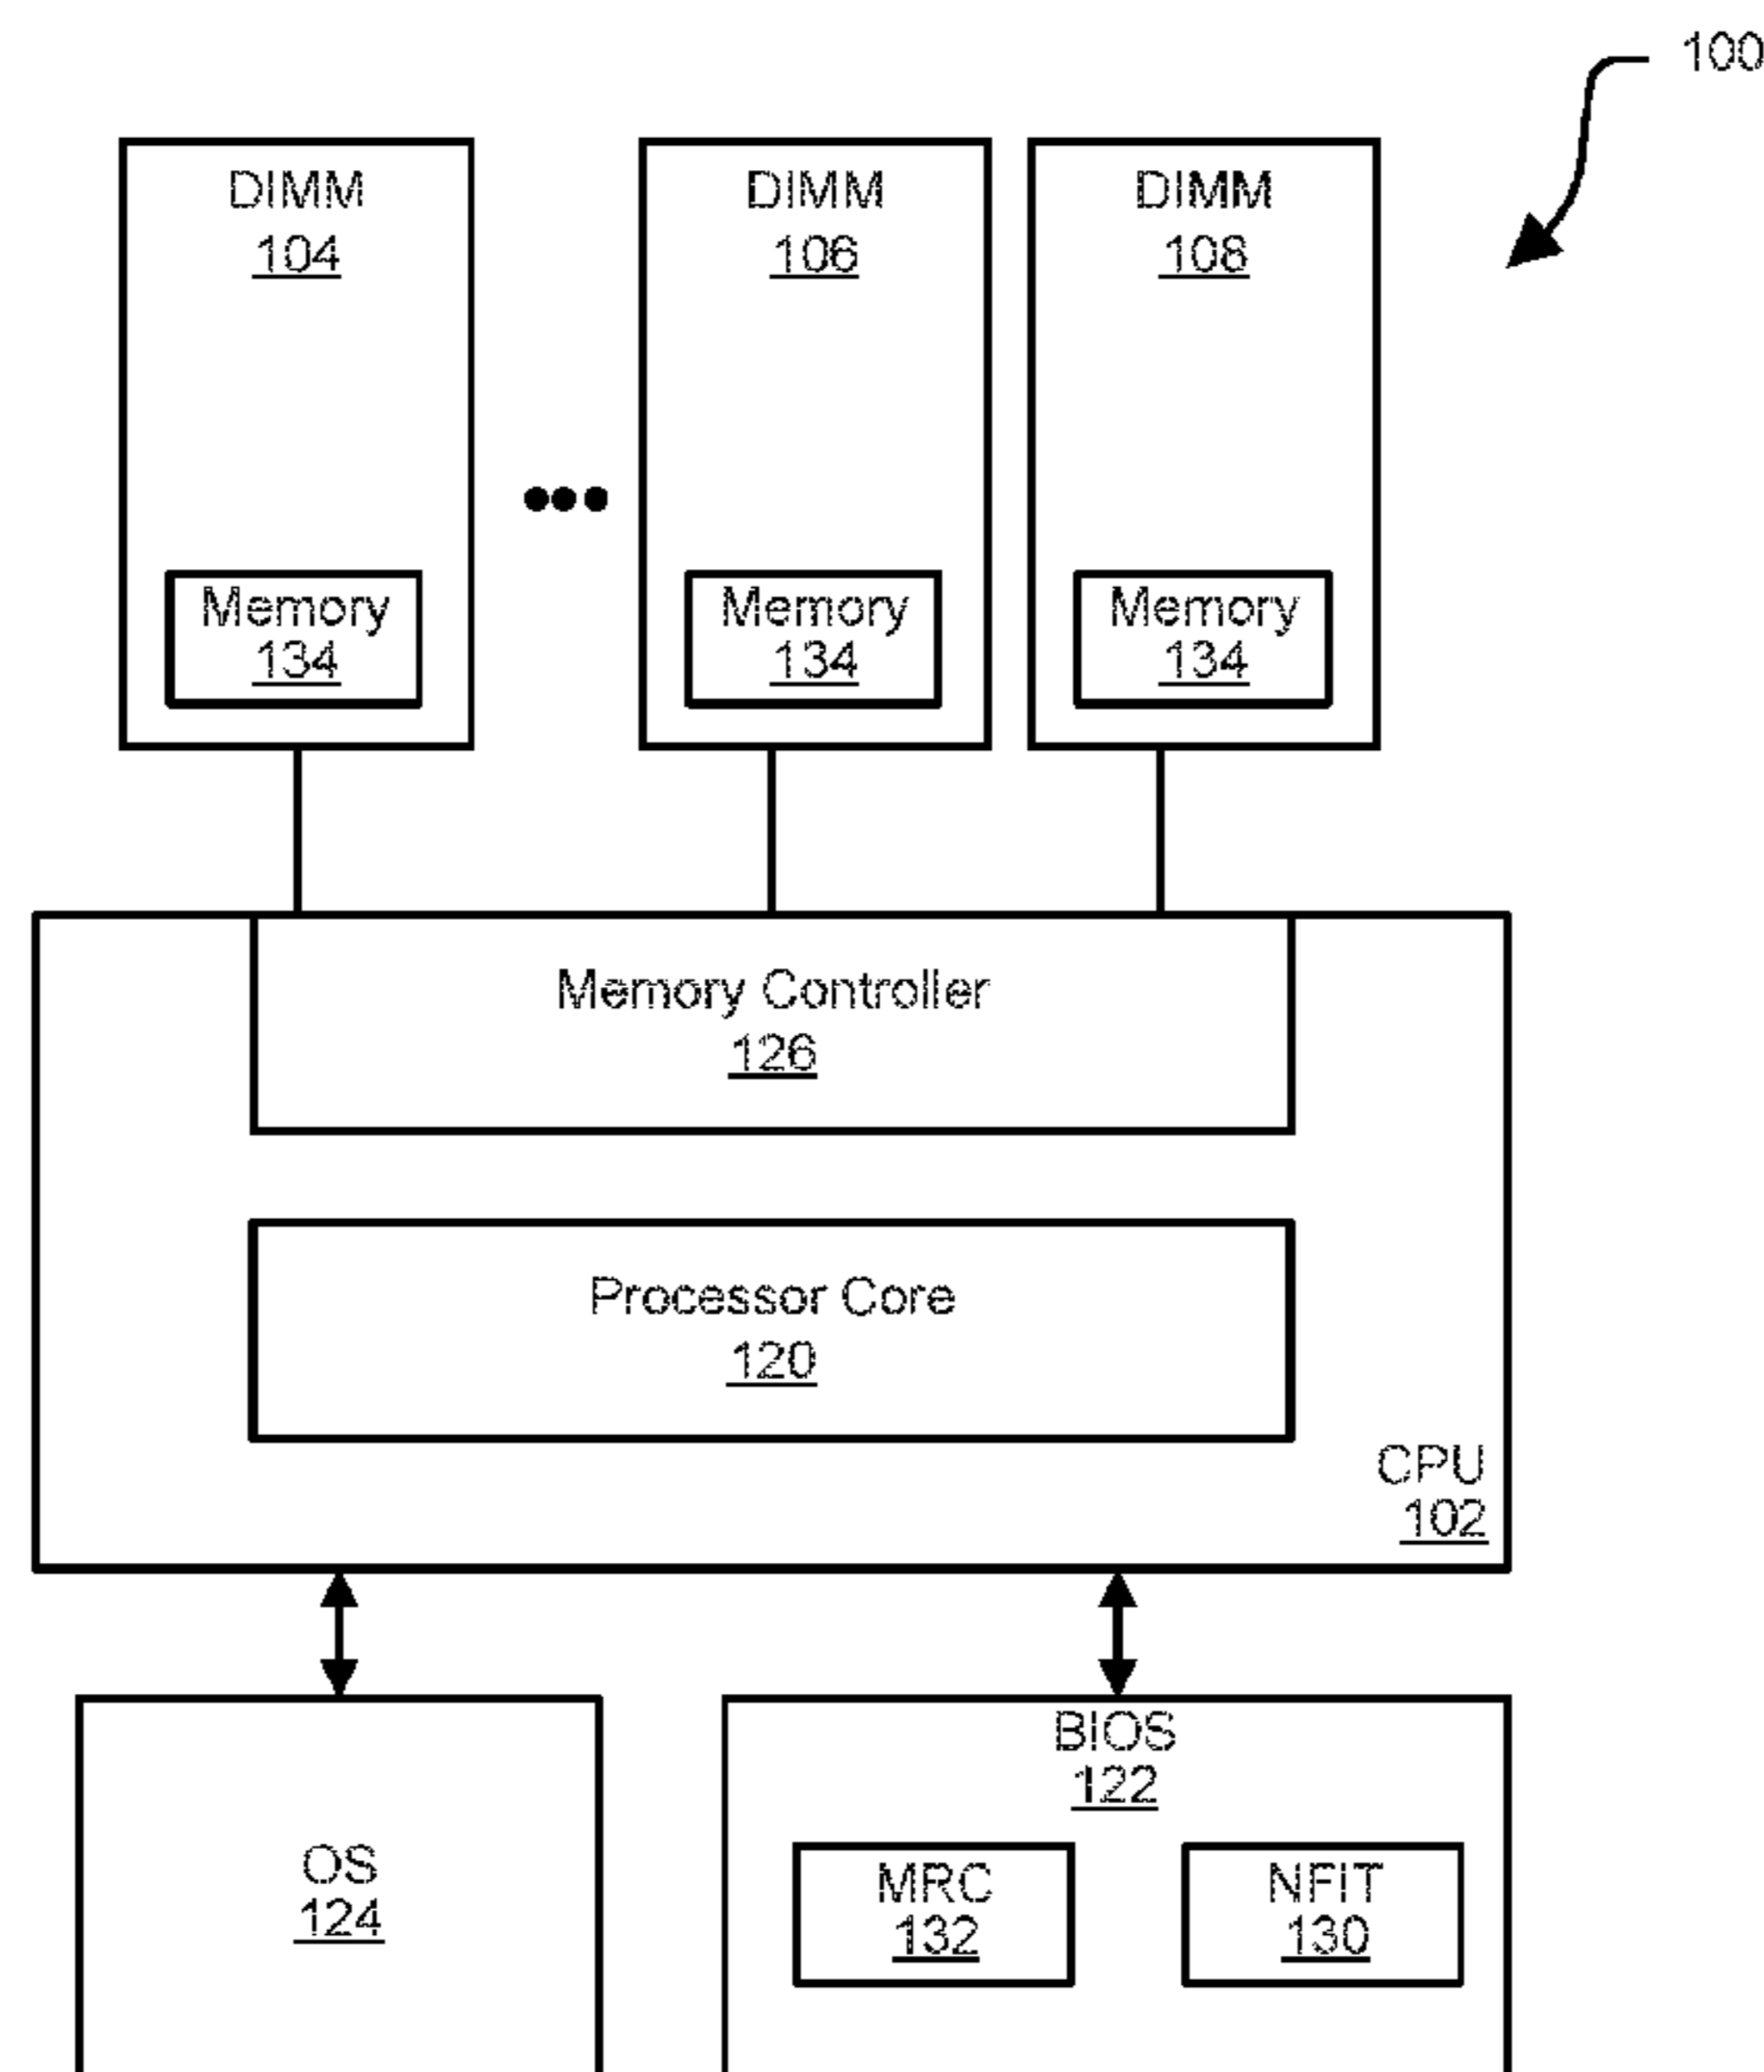 100
DIMM
104
DIMM
106
DIMM
108
Memory
134
Memory
134
Memory
134
Memory Controller
126
Processor Core
120
CPU
102
BIOS
122
OS
124
MRC
132
NFIT
130